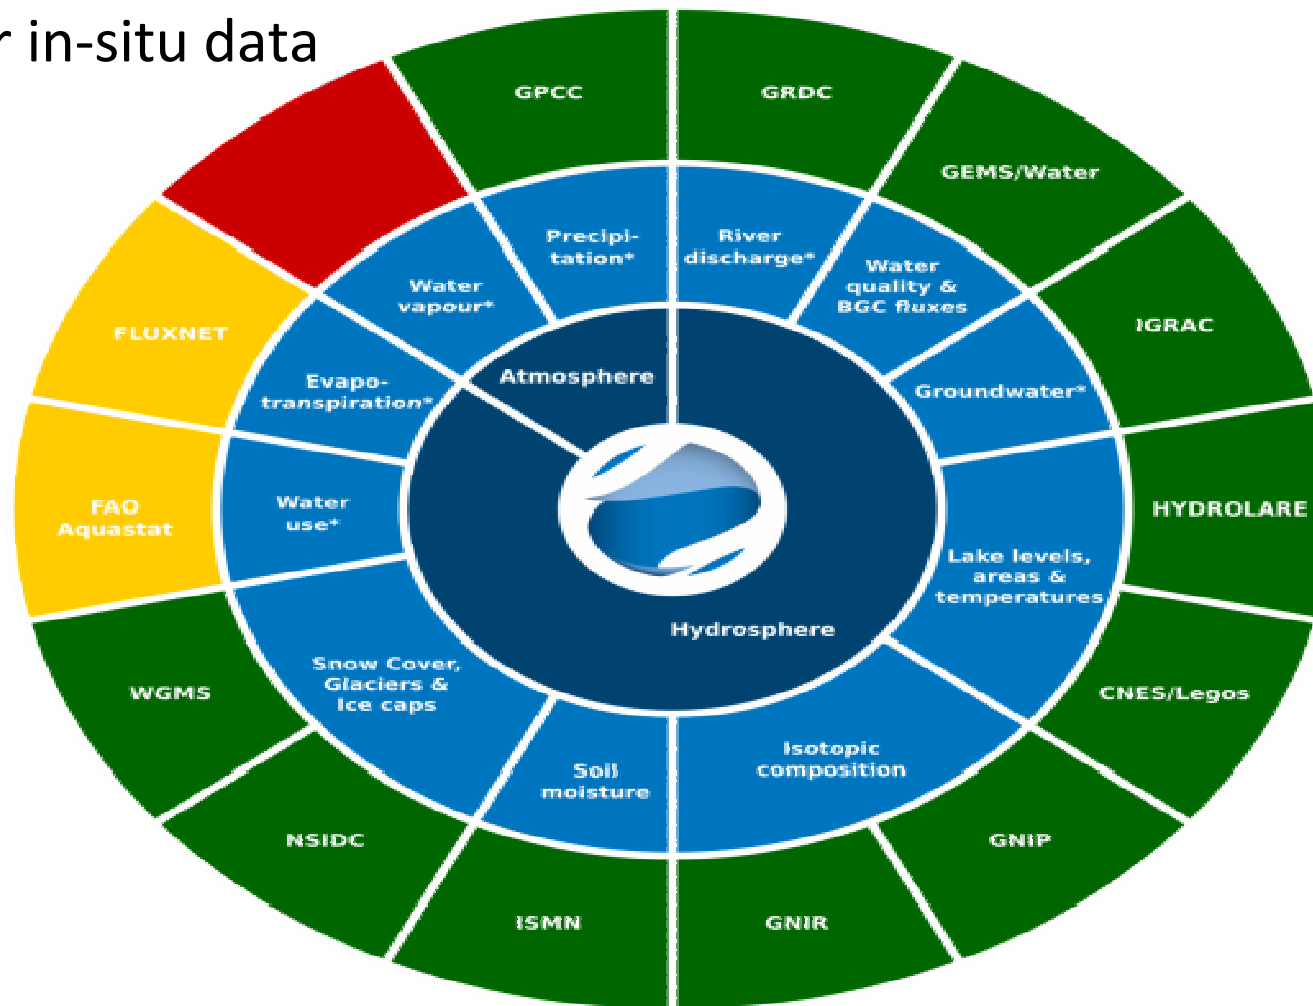 r in-situ data
GPCC
GRDC
GEMS/Water
IGRAC
HYDROLARE
CNES/Legos
GNIP
GNIR
ISMN
NSIDC
WGMS
FAO
Aquastat
FLUXNET
Precipi-
tation*
River
discharge*
Water
quality &
BGC fluxes
Groundwater*
Lake levels,
areas &
temperatures
Isotopic
composition
Soil
moisture
Snow Cover,
Glaciers &
Ice caps
Water
use*
Evapo-
transpiration*
Water
vapour*
Atmosphere
Hydrosphere